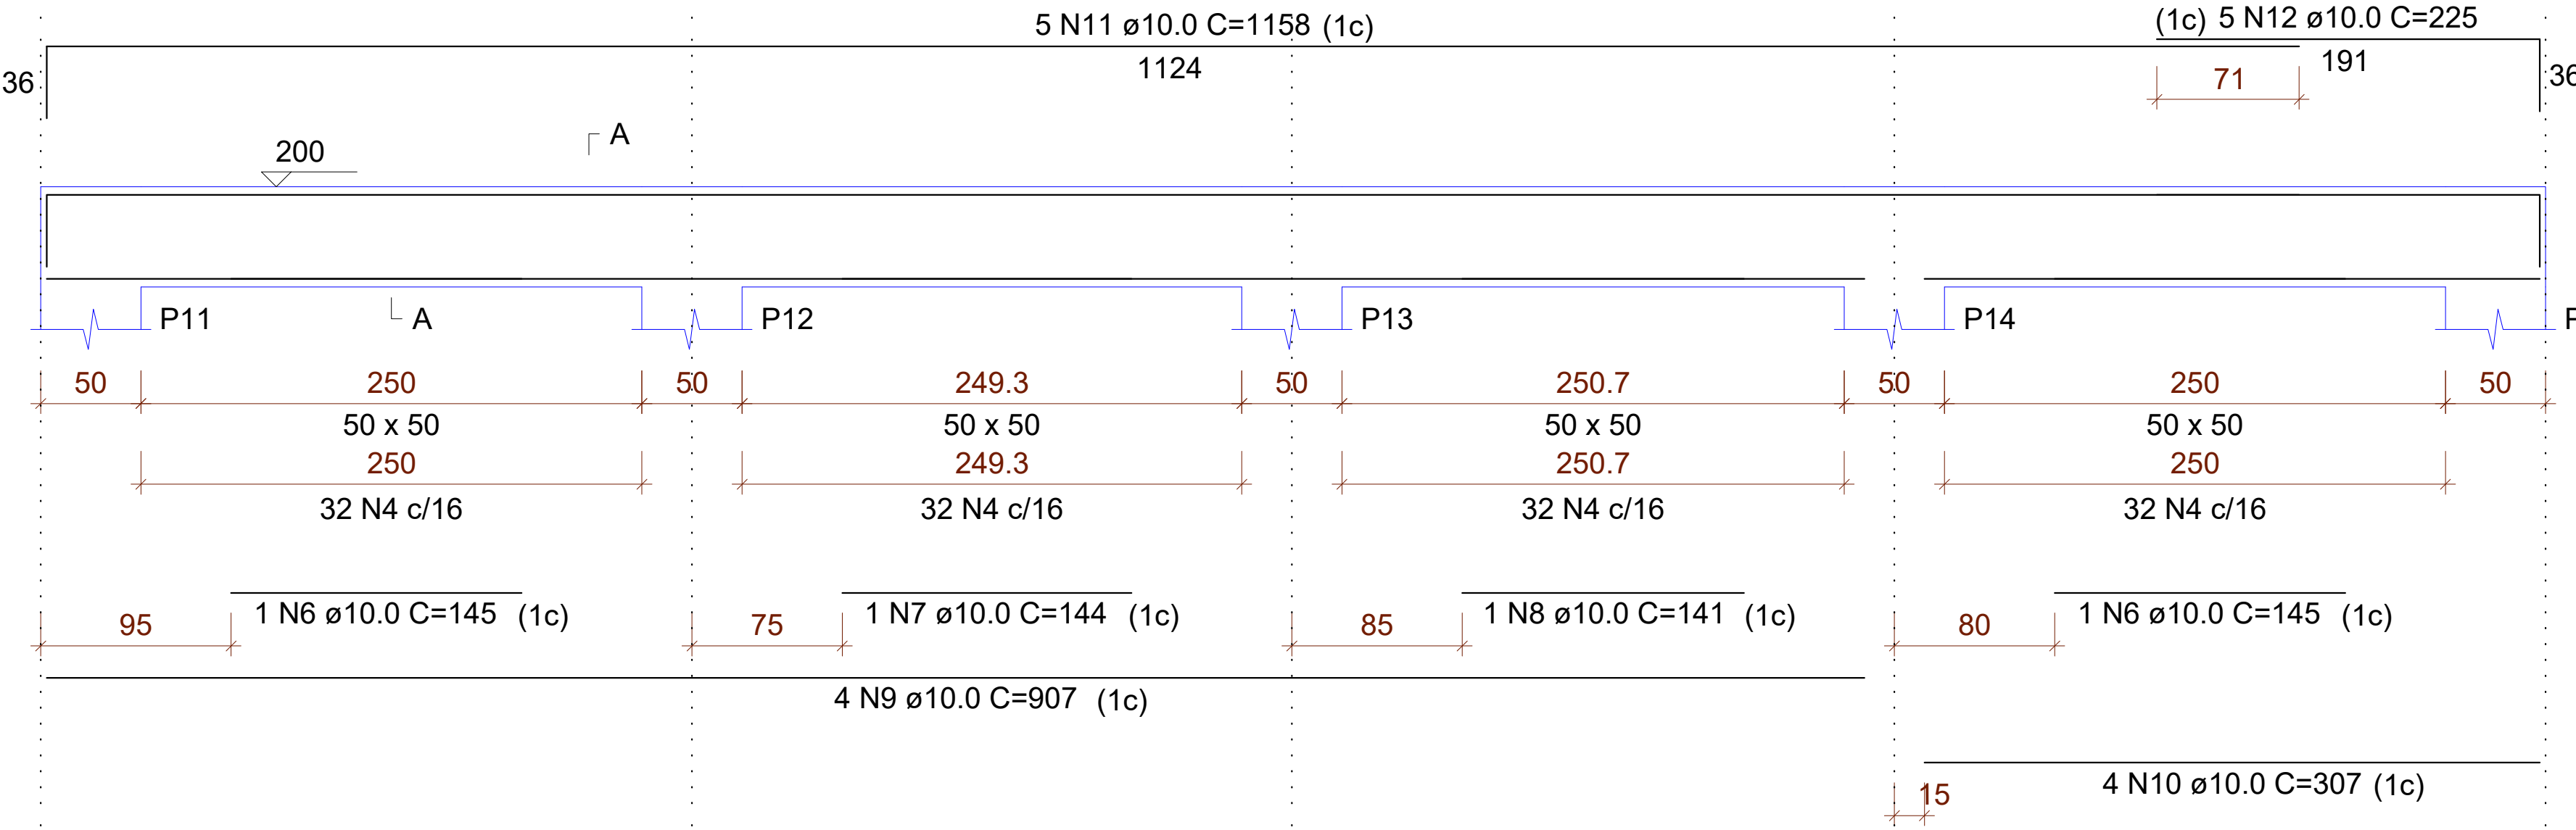 5 N11 ø10.0 C=1158 (1c)
(1c) 5 N12 ø10.0 C=225
36
1124
191
36
71
200
A
A
P11
P12
P13
P14
P
50 250 50 249.3 50 250.7 50 250 50
50 x 50 50 x 50 50 x 50 50 x 50
250 249.3 250.7 250
32 N4 c/16 32 N4 c/16 32 N4 c/16 32 N4 c/16
95 1 N6 ø10.0 C=145 (1c) 75 1 N7 ø10.0 C=144 (1c) 85 1 N8 ø10.0 C=141 (1c) 80 1 N6 ø10.0 C=145 (1c)
4 N9 ø10.0 C=907 (1c)
4 N10 ø10.0 C=307 (1c)
15